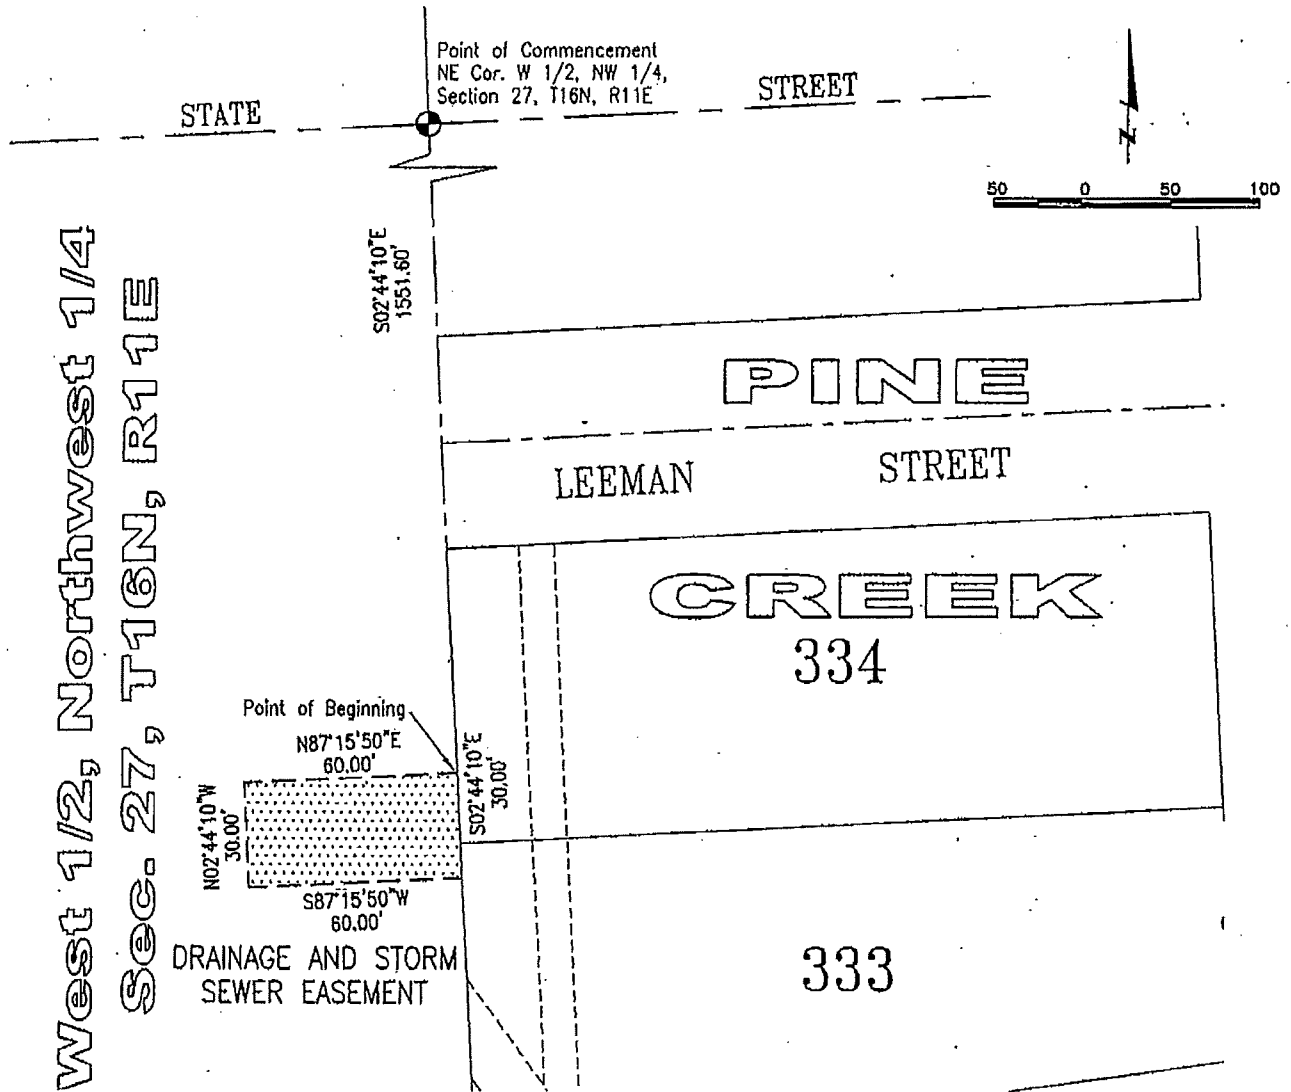 Point of Commencement
NE Cor. W 1/2, NW 1/4,
Section 27, T16N, R11E
STATE
STREET
N
50 0 50 100
S02°44'10"E
1551.60'
West 1/2, Northwest 1/4
Sec. 27, T16N, R11E
PINE
LEEMAN STREET
CREEK
334
Point of Beginning
N87°15'50"E
60.00'
S02°44'10"E
30.00'
N02°44'10"W
30.00'
S87°15'50"W
60.00'
DRAINAGE AND STORM
SEWER EASEMENT
333